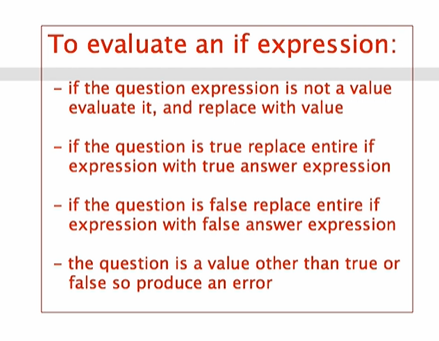 To evaluate an if expression:
– if the question expression is not a value
evaluate it, and replace with value
– if the question is true replace entire if
expression with true answer expression
– if the question is false replace entire if
expression with false answer expression
– the question is a value other than true or
false so produce an error